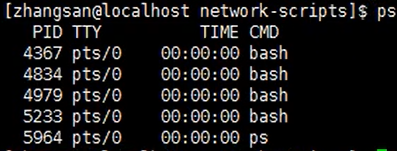 [zhangsan@localhost network-scripts]$ ps
PID TTY TIME CMD
4367 pts/0 00:00:00 bash
4834 pts/0 00:00:00 bash
4979 pts/0 00:00:00 bash
5233 pts/0 00:00:00 bash
5964 pts/0 00:00:00 ps